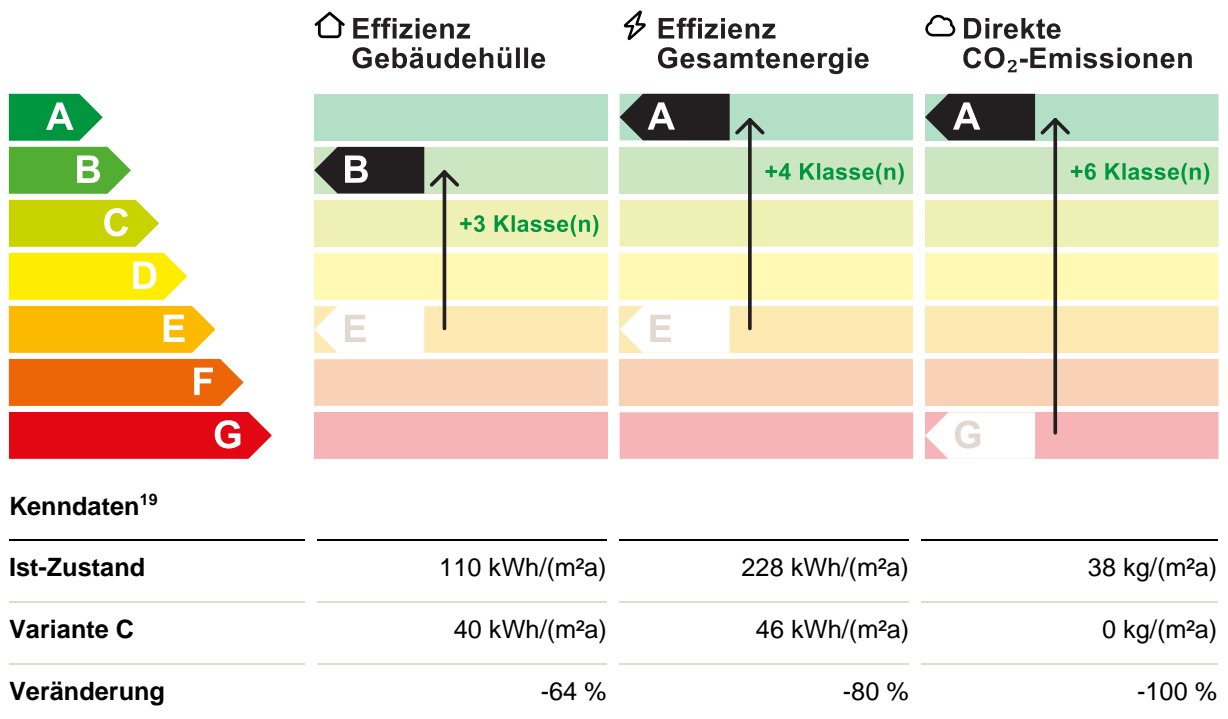 Effizienz
Gebäudehülle
Effizienz
Gesamtenergie
Direkte
CO₂-Emissionen
A
A
A
B
B
+4 Klasse(n)
+6 Klasse(n)
C
+3 Klasse(n)
D
E
E
E
F
G
G
Kenndaten¹⁹
Ist-Zustand 110 kWh/(m²a) 228 kWh/(m²a) 38 kg/(m²a)
Variante C 40 kWh/(m²a) 46 kWh/(m²a) 0 kg/(m²a)
Veränderung -64 % -80 % -100 %